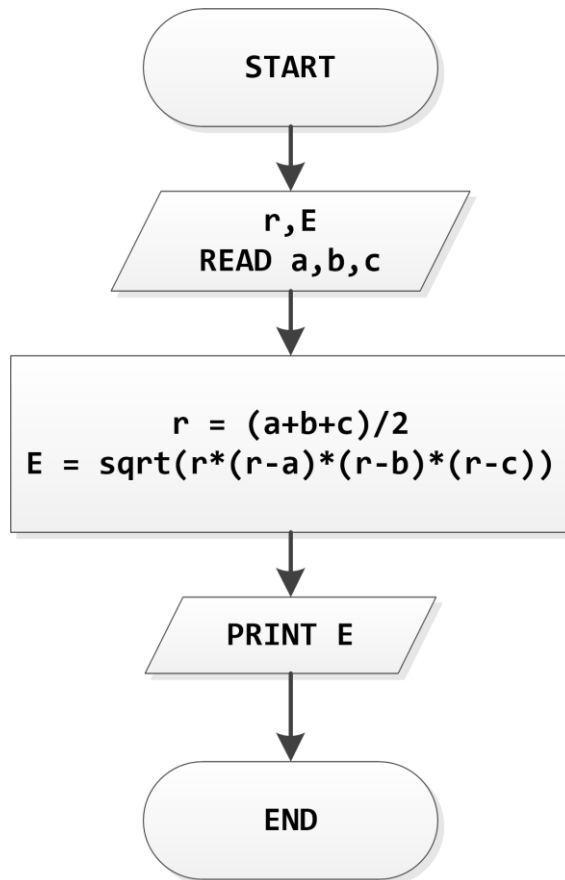 START
r,E
READ a,b,c
r = (a+b+c)/2
E = sqrt(r*(r-a)*(r-b)*(r-c))
PRINT E
END